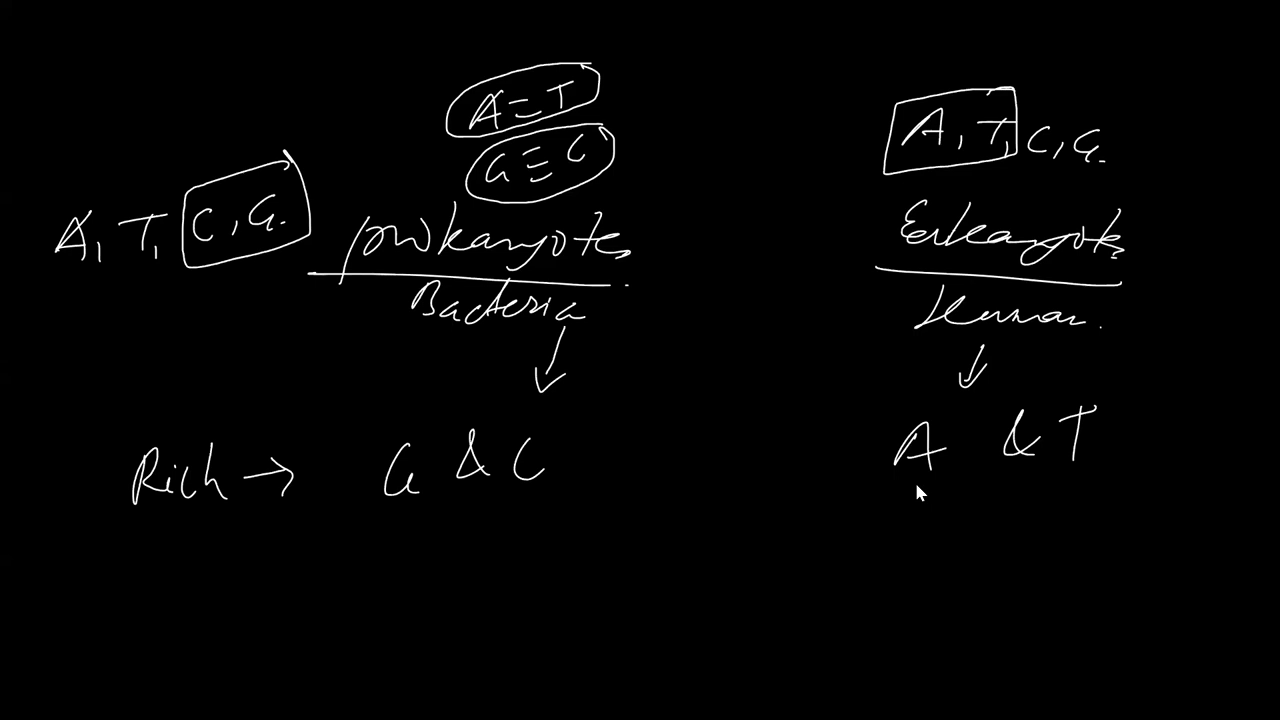 A = T
G ≡ C
A, T, C, G.
prokaryotes
Bacteria
Rich → G & C
A, T, C, G.
Eukaryotes
Human.
A & T